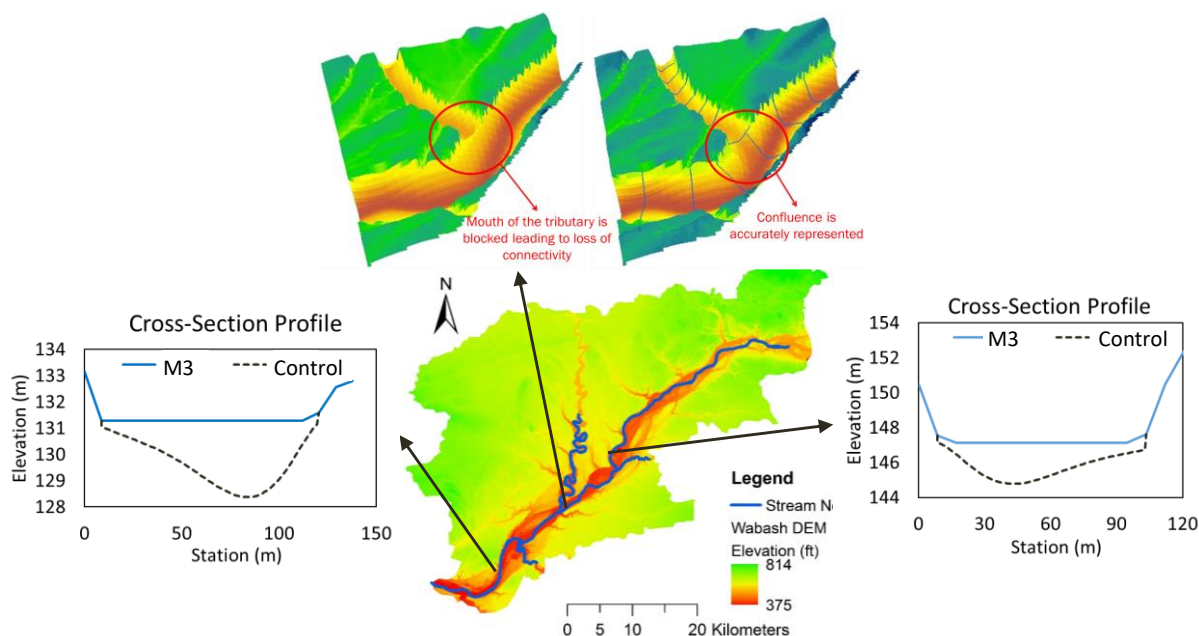 Mouth of the tributary is
blocked leading to loss of
connectivity
Confluence is
accurately represented
Cross-Section Profile
M3
Control
Elevation (m)
134
133
132
131
130
129
128
0
50
100
150
Station (m)
N
Legend
Stream N
Wabash DEM
Elevation (ft)
814
375
0 5 10 20 Kilometers
Cross-Section Profile
M3
Control
Elevation (m)
154
152
150
148
146
144
0
30
60
90
120
Station (m)